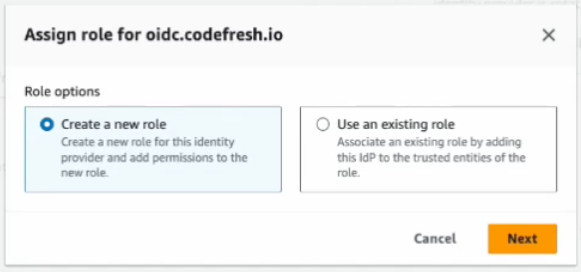 Assign role for oidc.codefresh.io
Role options
Create a new role
Create a new role for this identity
provider and add permissions to the
new role.
Use an existing role
Associate an existing role by adding
this IdP to the trusted entities of the
role.
Cancel
Next